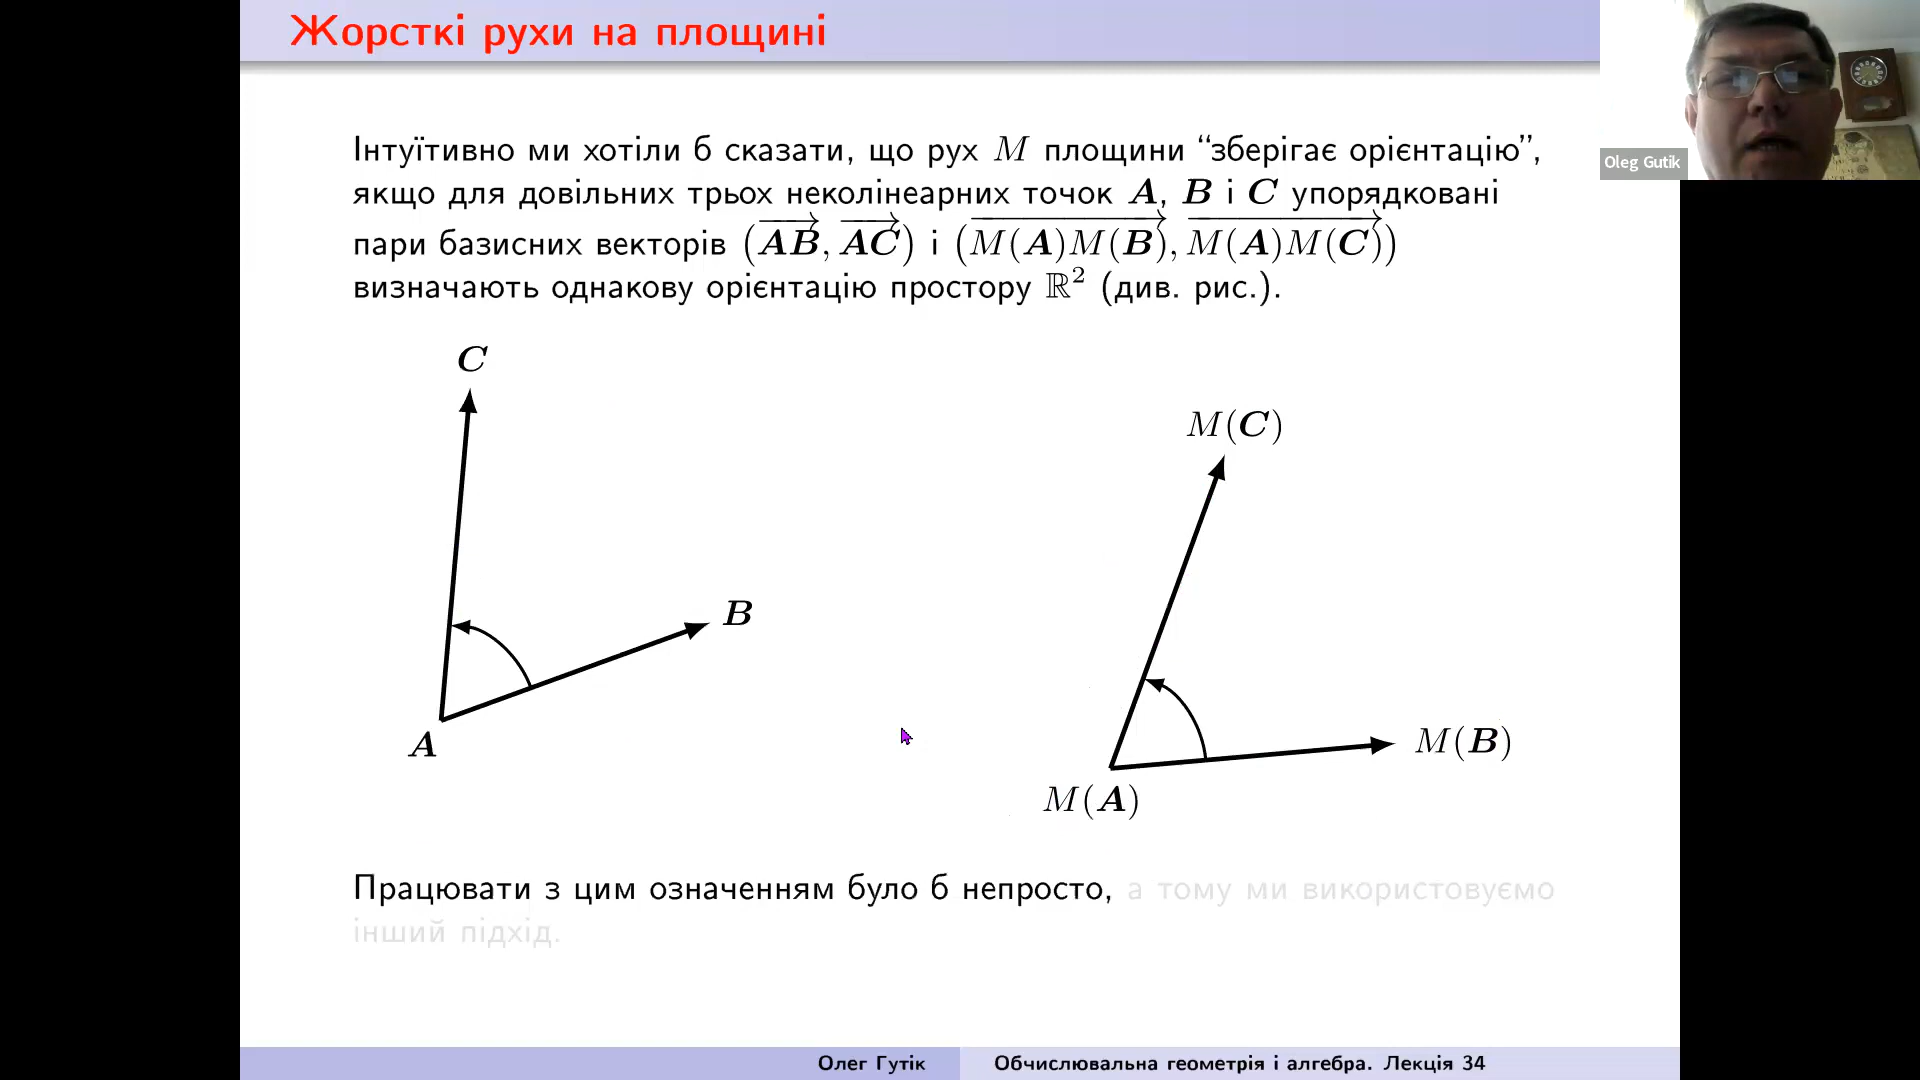 Жорсткі рухи на площині
Oleg Gutik
Інтуїтивно ми хотіли б сказати, що рух M площини “зберігає орієнтацію”,
якщо для довільних трьох неколінеарних точок A, B і C упорядковані
пари базисних векторів (AB, AC) і (M(A)M(B), M(A)M(C))
визначають однакову орієнтацію простору ℝ² (див. рис.).
C
M(C)
B
A
M(B)
M(A)
Працювати з цим означенням було б непросто, а тому ми використовуємо
інший підхід.
Олег Гутік
Обчислювальна геометрія і алгебра. Лекція 34